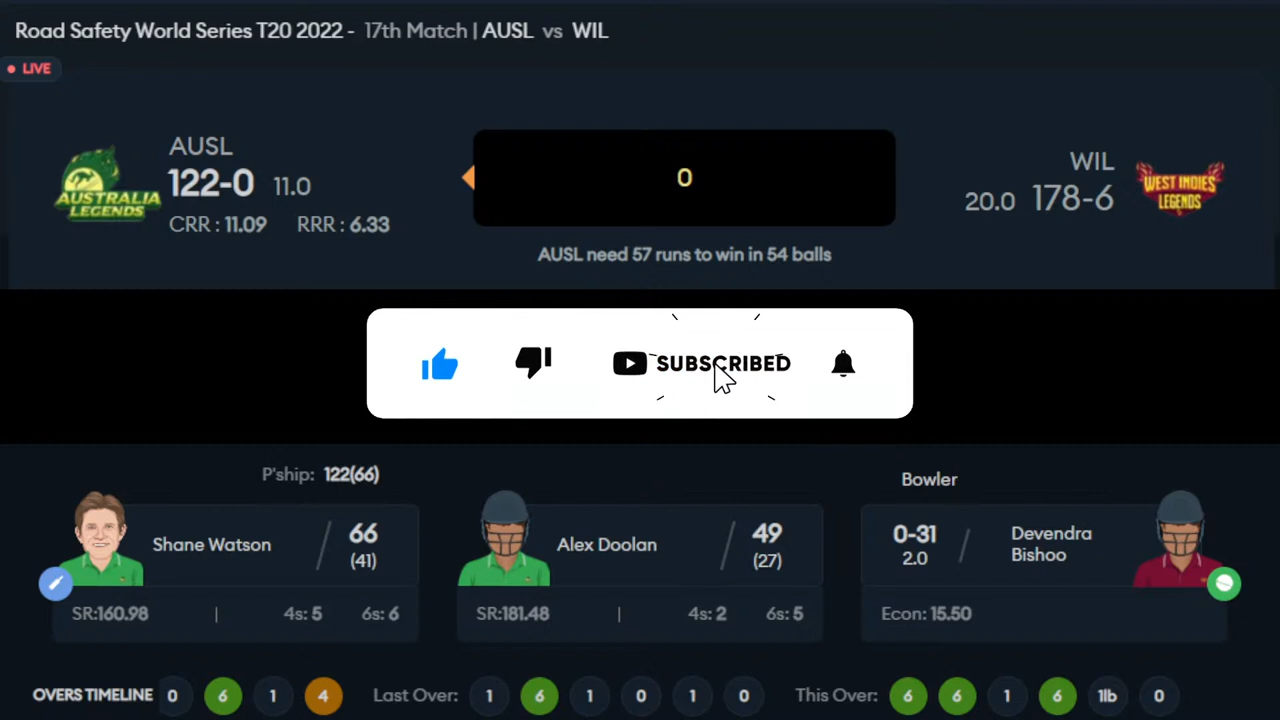 Road Safety World Series T20 2022 - 17th Match | AUSL vs WIL
LIVE
AUSL
122-0 11.0
CRR : 11.09 RRR : 6.33
AUSTRALIA
LEGENDS
0
WIL
20.0 178-6
WEST INDIES
LEGENDS
AUSL need 57 runs to win in 54 balls
SUBSCRIBED
P'ship: 122(66)
Shane Watson
66
(41)
SR:160.98 | 4s: 5 6s: 6
Alex Doolan
49
(27)
SR:181.48 | 4s: 2 6s: 5
Bowler
0-31
2.0
Devendra
Bishoo
Econ: 15.50
OVERS TIMELINE 0 6 1 4 Last Over: 1 6 1 0 1 0 This Over: 6 6 1 6 1lb 0